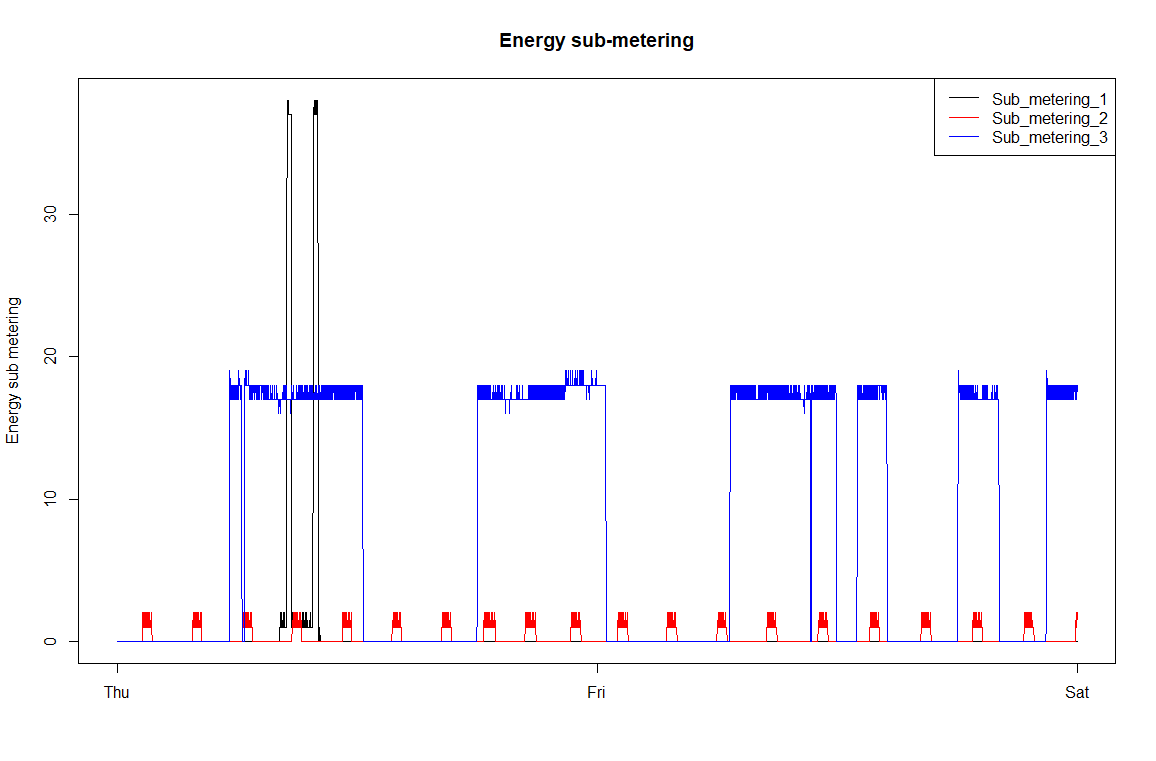 Energy sub-metering
Sub_metering_1
Sub_metering_2
Sub_metering_3
Energy sub metering
30
20
10
0
Thu Fri Sat